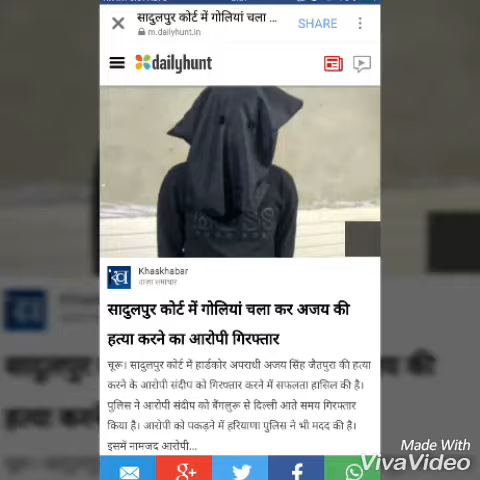 सादुलपुर कोर्ट में गोलियां चला ...
SHARE
m.dailyhunt.in
dailyhunt
Khaskhabar
ताजा समाचार
सादुलपुर कोर्ट में गोलियां चला कर अजय की
हत्या करने का आरोपी गिरफ्तार
चूरू। सादुलपुर कोर्ट में हार्डकोर अपराधी अजय सिंह जैतपुरा की हत्या
करने के आरोपी संदीप को गिरफ्तार करने में सफलता हासिल की है।
पुलिस ने आरोपी संदीप को बैंगलुरू से दिल्ली आते समय गिरफ्तार
किया है। आरोपी को पकड़ने में हरियाणा पुलिस ने भी मदद की है।
इसमें नामजद आरोपी...
Made With
VivaVideo